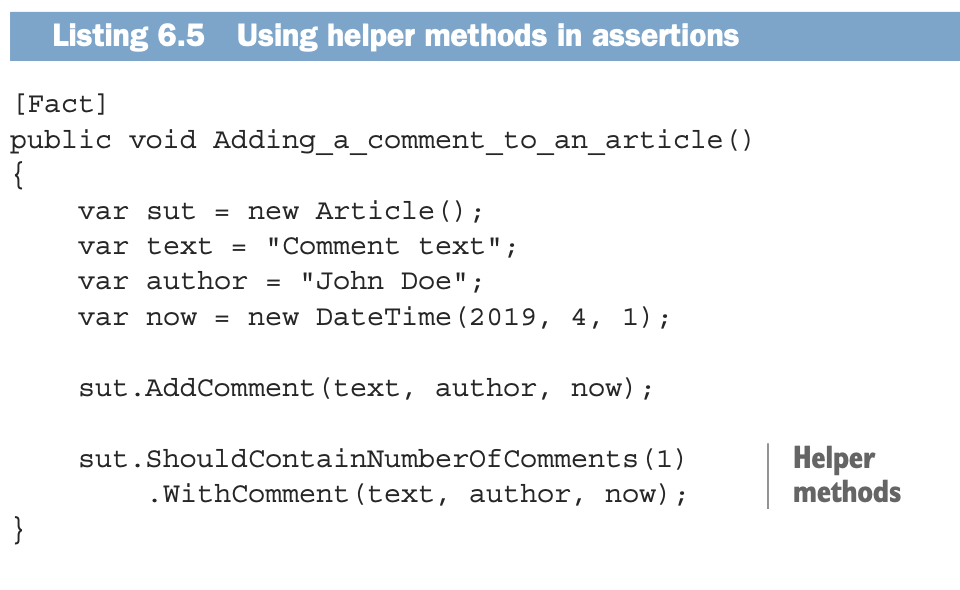 Listing 6.5 Using helper methods in assertions
[Fact]
public void Adding_a_comment_to_an_article()
{
    var sut = new Article();
    var text = "Comment text";
    var author = "John Doe";
    var now = new DateTime(2019, 4, 1);
    sut.AddComment(text, author, now);
    sut.ShouldContainNumberOfComments(1)
        .WithComment(text, author, now);
}
Helper
methods